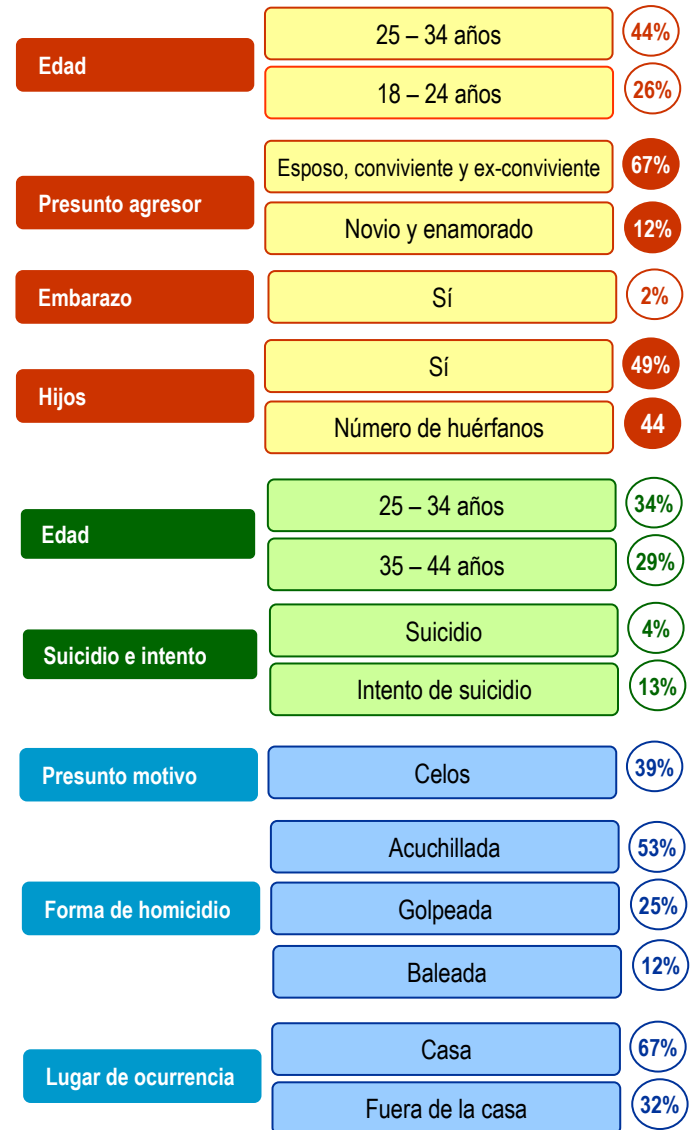 Edad
25 – 34 años 44%
18 – 24 años 26%
Presunto agresor
Esposo, conviviente y ex-conviviente 67%
Novio y enamorado 12%
Embarazo
Sí 2%
Hijos
Sí 49%
Número de huérfanos 44
Edad
25 – 34 años 34%
35 – 44 años 29%
Suicidio e intento
Suicidio 4%
Intento de suicidio 13%
Presunto motivo
Celos 39%
Forma de homicidio
Acuchillada 53%
Golpeada 25%
Baleada 12%
Lugar de ocurrencia
Casa 67%
Fuera de la casa 32%